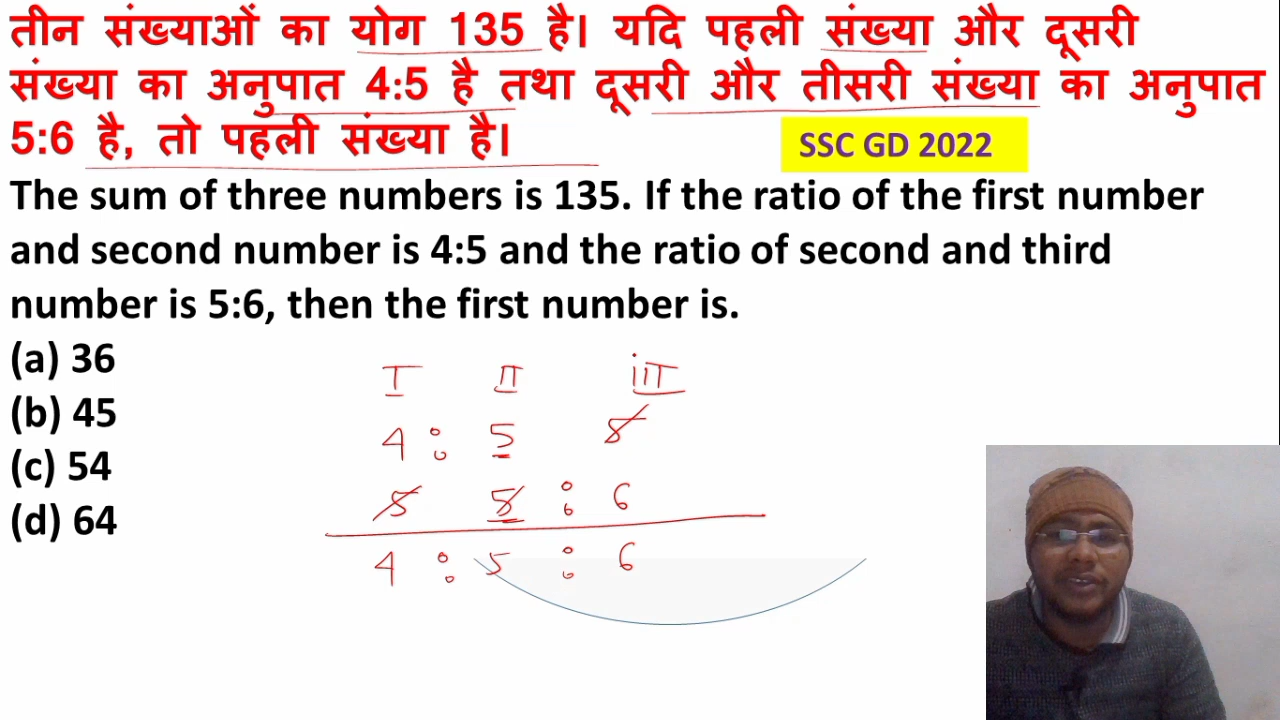 तीन संख्याओं का योग 135 है। यदि पहली संख्या और दूसरी
संख्या का अनुपात 4:5 है तथा दूसरी और तीसरी संख्या का अनुपात
5:6 है, तो पहली संख्या है।
SSC GD 2022
The sum of three numbers is 135. If the ratio of the first number
and second number is 4:5 and the ratio of second and third
number is 5:6, then the first number is.
(a) 36
(b) 45
(c) 54
(d) 64
I II iiI
4 : 5 5
5 5 : 6
4 : 5 : 6